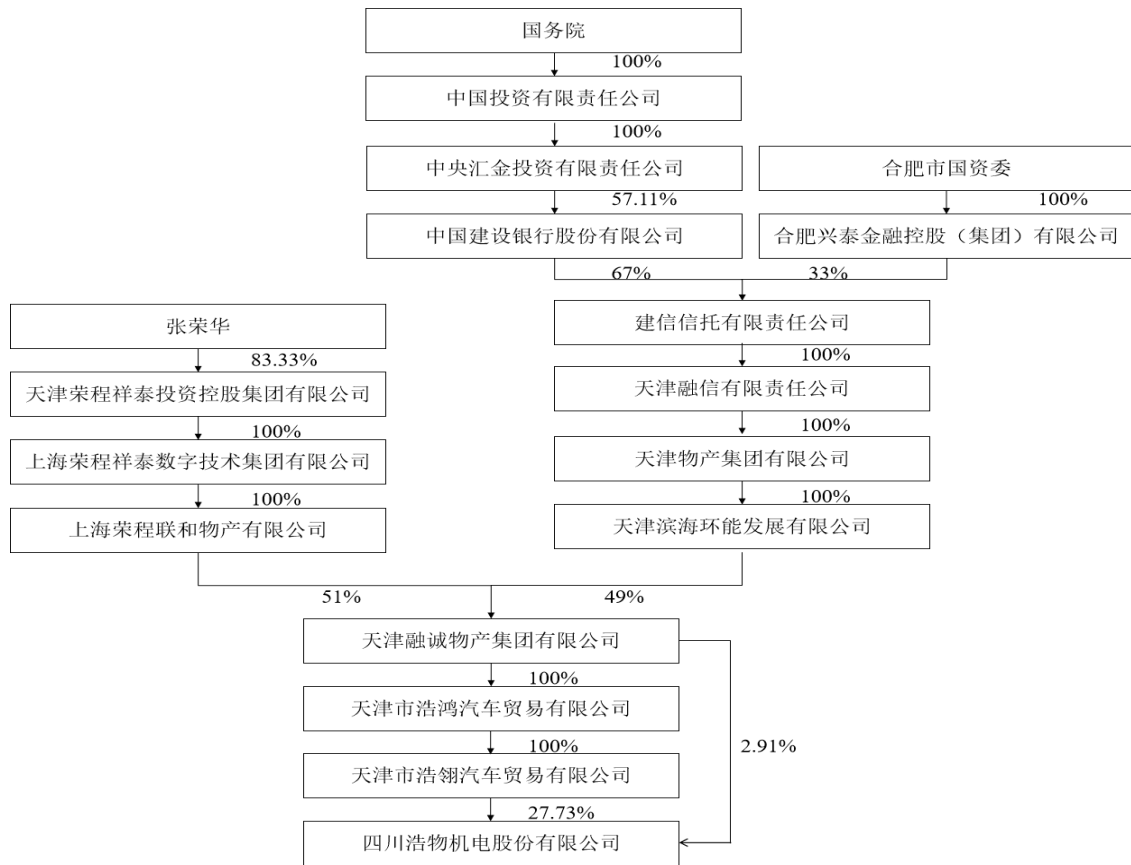 国务院
100%
中国投资有限责任公司
100%
中央汇金投资有限责任公司
合肥市国资委
57.11%
100%
中国建设银行股份有限公司
合肥兴泰金融控股（集团）有限公司
67%
33%
张荣华
建信信托有限责任公司
83.33%
100%
天津荣程祥泰投资控股集团有限公司
天津融信有限责任公司
100%
100%
上海荣程祥泰数字技术集团有限公司
天津物产集团有限公司
100%
100%
上海荣程联和物产有限公司
天津滨海环能发展有限公司
51%
49%
天津融诚物产集团有限公司
100%
天津市浩鸿汽车贸易有限公司
100%
2.91%
天津市浩翎汽车贸易有限公司
27.73%
四川浩物机电股份有限公司